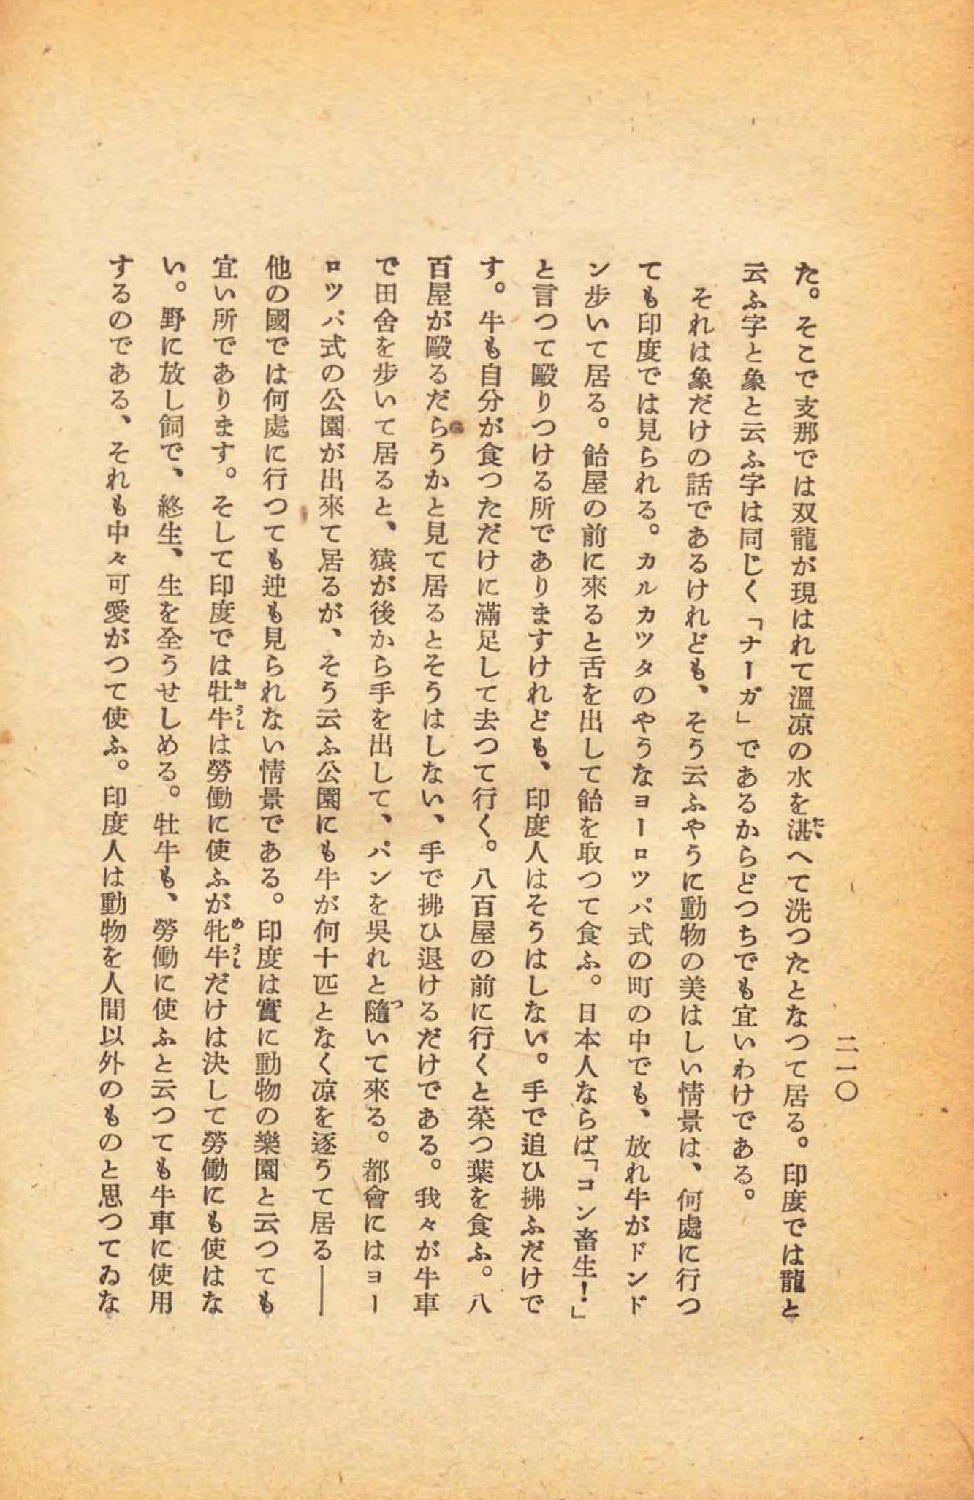 二一〇
た。そこで支那では双龍が現はれて溫凉の水を湛へて洗つたとなつて居る。印度では龍と
云ふ字と象と云ふ字は同じく「ナーガ」であるからどつちでも宜いわけである。
それは象だけの話であるけれども、そう云ふやうに動物の美はしい情景は、何處に行つ
ても印度では見られる。カルカツタのやうなヨーロツパ式の町の中でも、放れ牛がドンド
ン歩いて居る。飴屋の前に來ると舌を出して飴を取つて食ふ。日本人ならば「コン畜生！」
と言つて毆りつける所でありますけれども、印度人はそうはしない。手で追ひ拂ふだけで
す。牛も自分が食つただけに滿足して去つて行く。八百屋の前に行くと菜つ葉を食ふ。八
百屋が毆るだらうかと見て居るとそうはしない、手で拂ひ退けるだけである。我々が牛車
で田舍を歩いて居ると、猿が後から手を出して、パンを吳れと隨いて來る。都會にはヨー
ロツパ式の公園が出來て居るが、そう云ふ公園にも牛が何十匹となく凉を逐うて居る――
他の國では何處に行つても迚も見られない情景である。印度は實に動物の樂園と云つても
宜い所であります。そして印度では牡牛は勞働に使ふが牝牛だけは決して勞働にも使はな
い。野に放し飼で、終生、生を全うせしめる。牡牛も、勞働に使ふと云つても牛車に使用
するのである、それも中々可愛がつて使ふ。印度人は動物を人間以外のものと思つてゐな